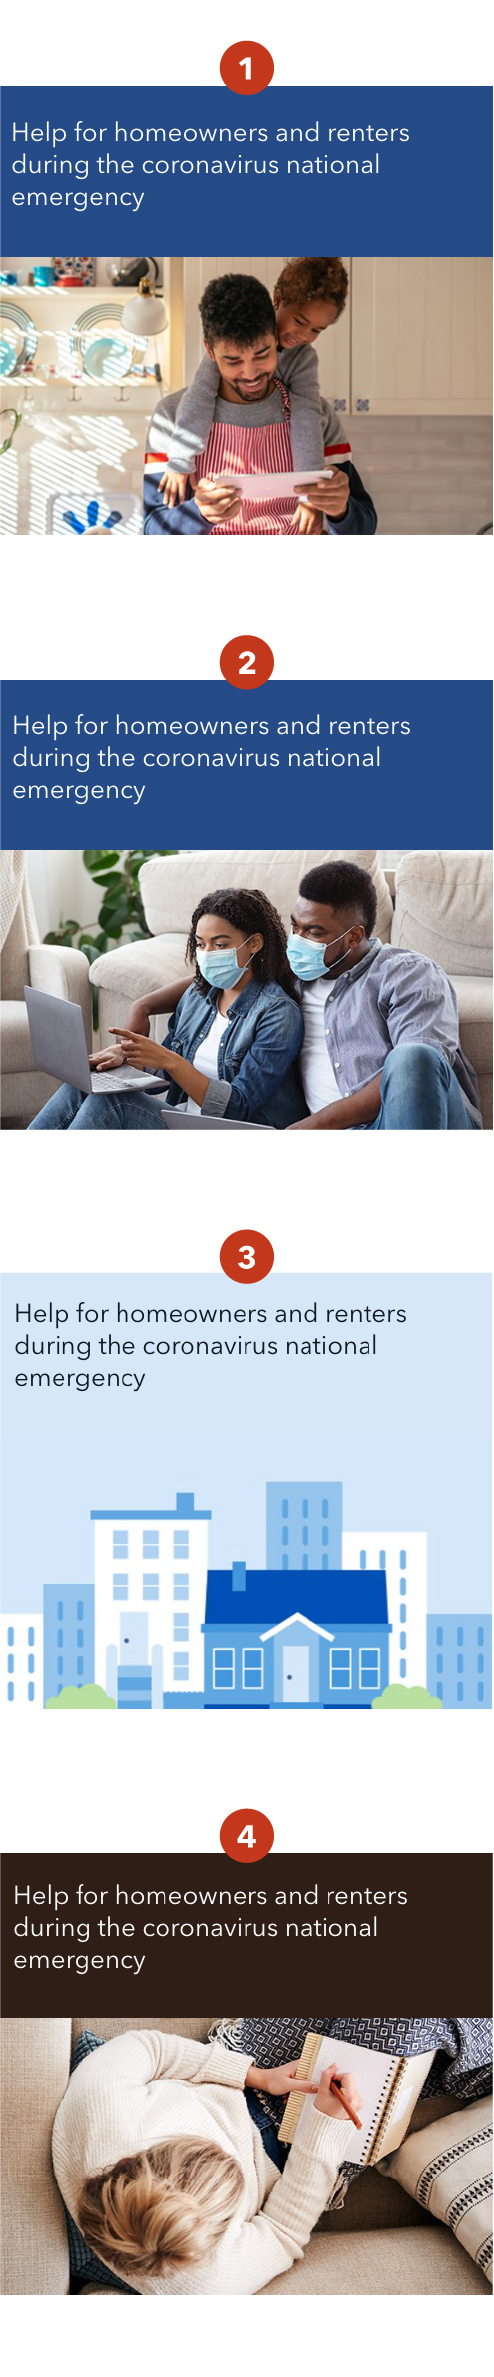 1
Help for homeowners and renters
during the coronavirus national
emergency
2
Help for homeowners and renters
during the coronavirus national
emergency
3
Help for homeowners and renters
during the coronavirus national
emergency
4
Help for homeowners and renters
during the coronavirus national
emergency